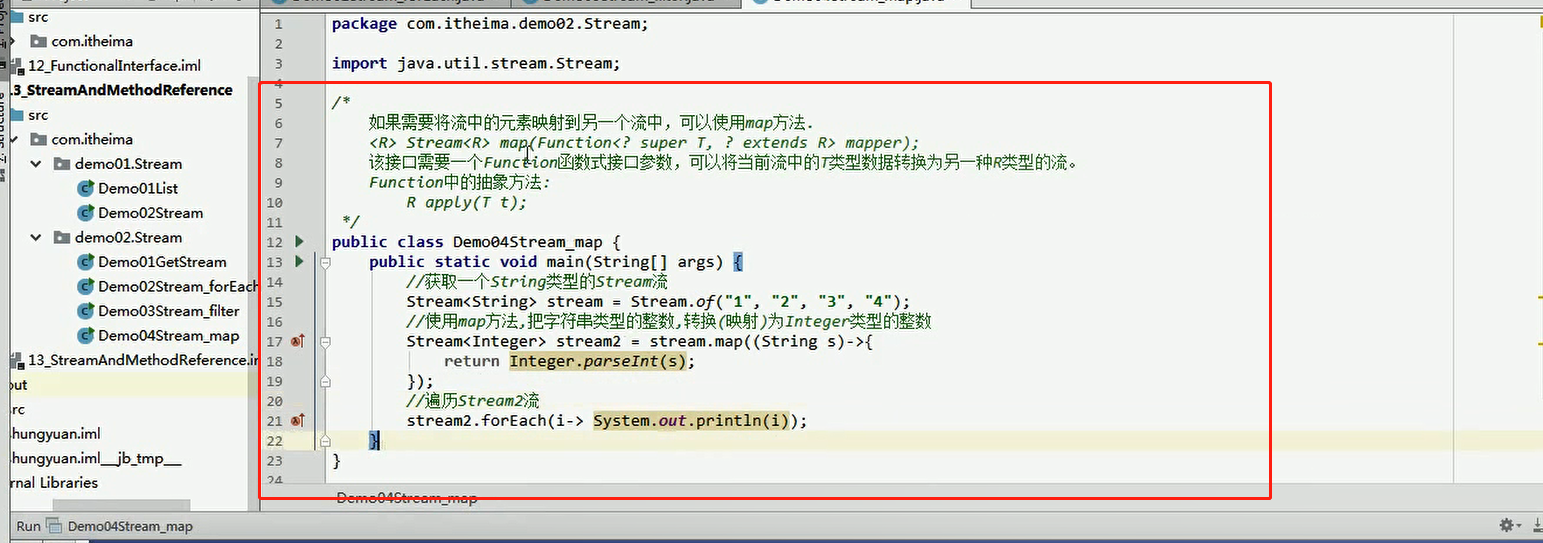 src
com.itheima
12_FunctionalInterface.iml
3_StreamAndMethodReference
src
com.itheima
demo01.Stream
Demo01List
Demo02Stream
demo02.Stream
Demo01GetStream
Demo02Stream_forEach
Demo03Stream_filter
Demo04Stream_map
13_StreamAndMethodReference.in
out
rc
hungyuan.iml
hungyuan.iml__jb_tmp__
rnal Libraries
1 package com.itheima.demo02.Stream;
2
3 import java.util.stream.Stream;
4
5 /*
6 如果需要将流中的元素映射到另一个流中，可以使用map方法.
7 <R> Stream<R> map(Function<? super T, ? extends R> mapper);
8 该接口需要一个Function函数式接口参数，可以将当前流中的T类型数据转换为另一种R类型的流。
9 Function中的抽象方法:
10 R apply(T t);
11 */
12 public class Demo04Stream_map {
13 public static void main(String[] args) {
14 //获取一个String类型的Stream流
15 Stream<String> stream = Stream.of("1", "2", "3", "4");
16 //使用map方法,把字符串类型的整数,转换(映射)为Integer类型的整数
17 Stream<Integer> stream2 = stream.map((String s)->{
18 return Integer.parseInt(s);
19 });
20 //遍历Stream2流
21 stream2.forEach(i-> System.out.println(i));
22 }
23 }
24
Demo04Stream_map
Run Demo04Stream_map